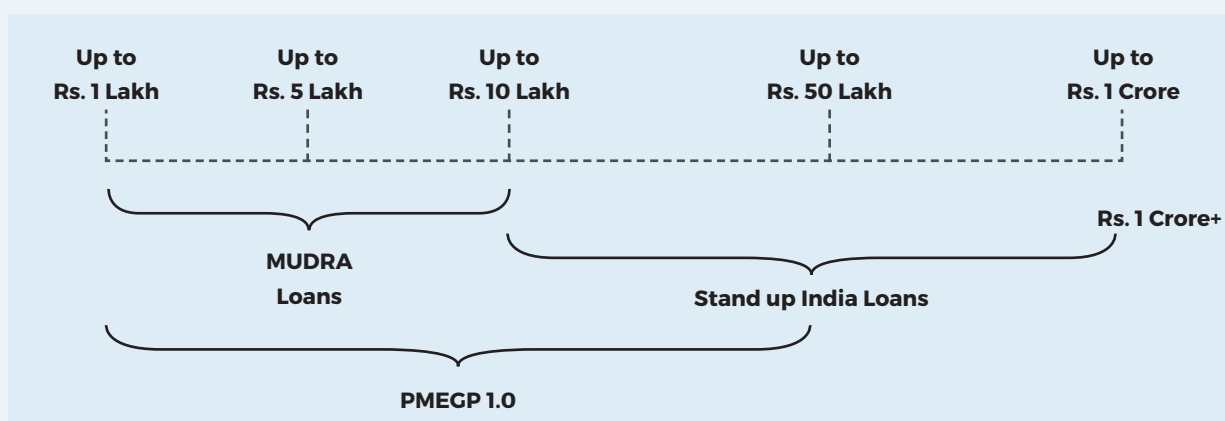 Up to
Rs. 1 Lakh
Up to
Rs. 5 Lakh
Up to
Rs. 10 Lakh
Up to
Rs. 50 Lakh
Up to
Rs. 1 Crore
Rs. 1 Crore+
MUDRA
Loans
Stand up India Loans
PMEGP 1.0